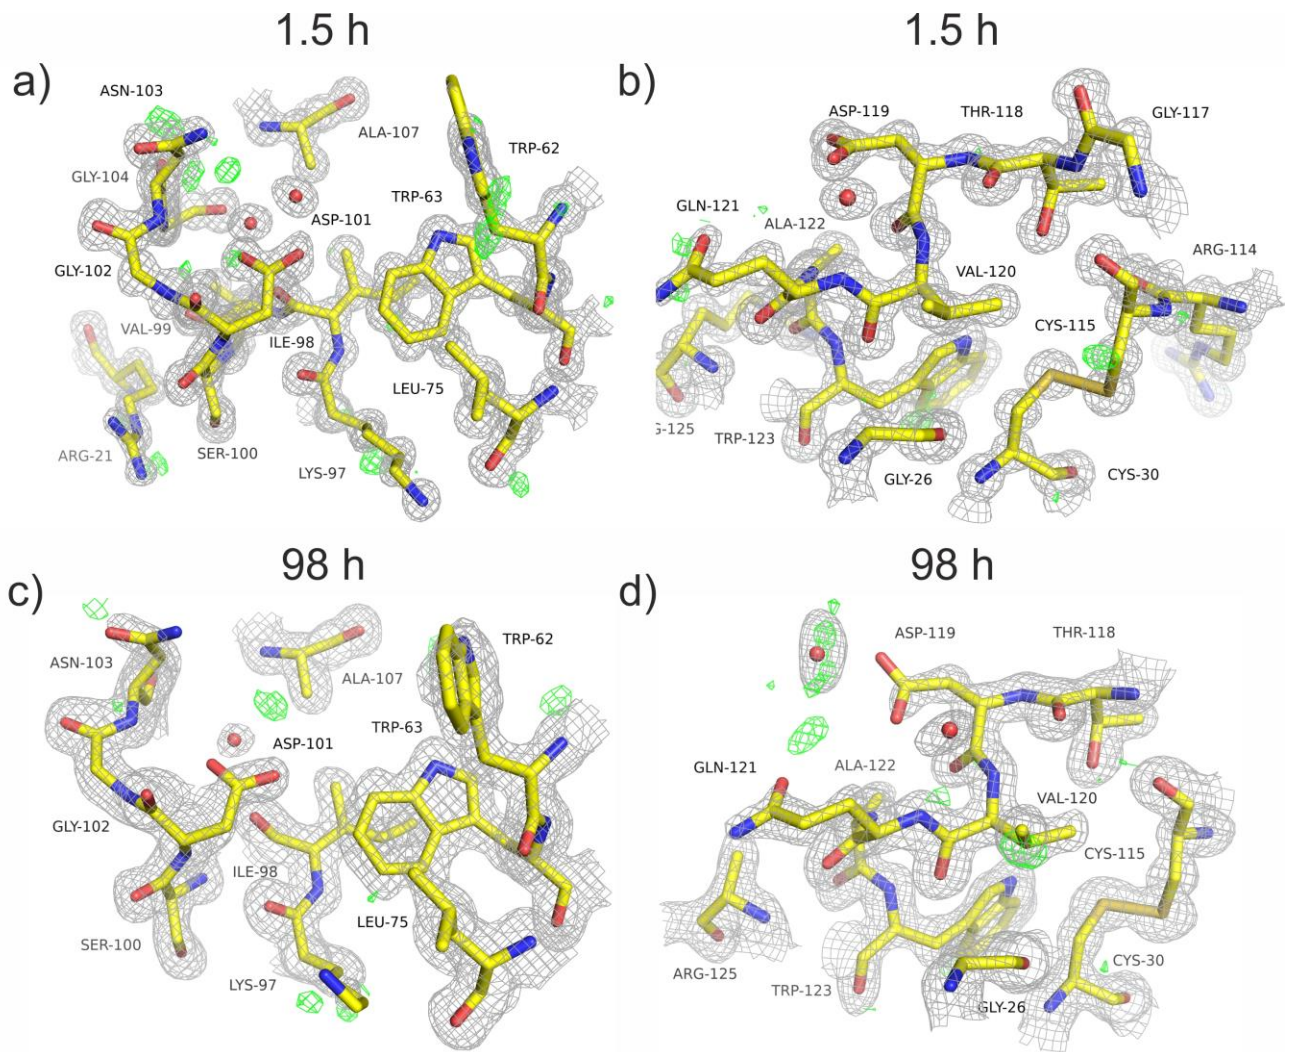 1.5 h
1.5 h
a)
ASN-103
ALA-107
TRP-62
GLY-104
TRP-63
ASP-101
GLY-102
VAL-99
ILE-98
LEU-75
ARG-21
SER-100
LYS-97
b)
ASP-119
THR-118
GLY-117
GLN-121
ALA-122
ARG-114
VAL-120
CYS-115
G-125
TRP-123
GLY-26
CYS-30
98 h
98 h
c)
ASN-103
ALA-107
TRP-62
TRP-63
ASP-101
GLY-102
ILE-98
LEU-75
SER-100
LYS-97
d)
ASP-119
THR-118
GLN-121
ALA-122
VAL-120
CYS-115
ARG-125
TRP-123
GLY-26
CYS-30